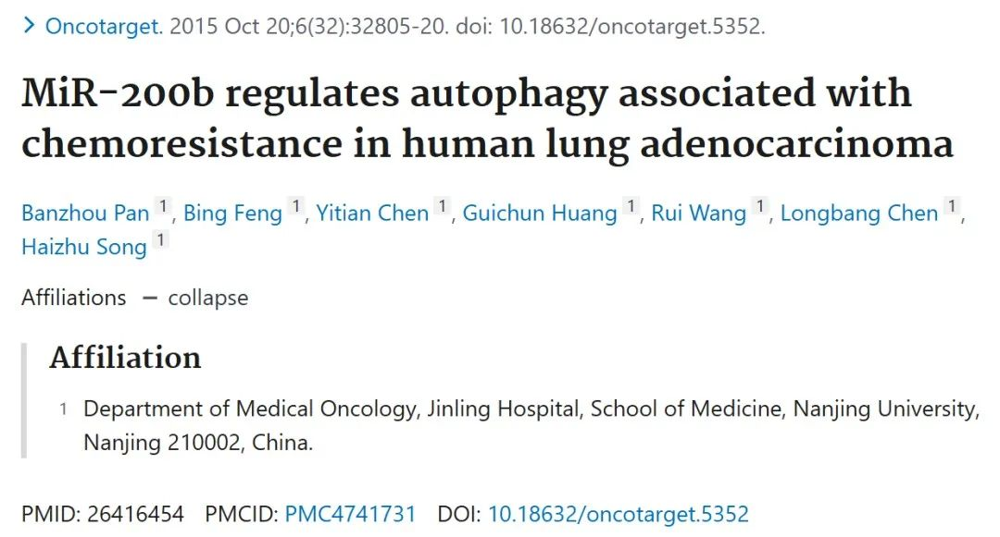 > Oncotarget. 2015 Oct 20;6(32):32805-20. doi: 10.18632/oncotarget.5352.
MiR-200b regulates autophagy associated with
chemoresistance in human lung adenocarcinoma
Banzhou Pan 1, Bing Feng 1, Yitian Chen 1, Guichun Huang 1, Rui Wang 1, Longbang Chen 1,
Haizhu Song 1
Affiliations — collapse
Affiliation
1 Department of Medical Oncology, Jinling Hospital, School of Medicine, Nanjing University,
Nanjing 210002, China.
PMID: 26416454 PMCID: PMC4741731 DOI: 10.18632/oncotarget.5352